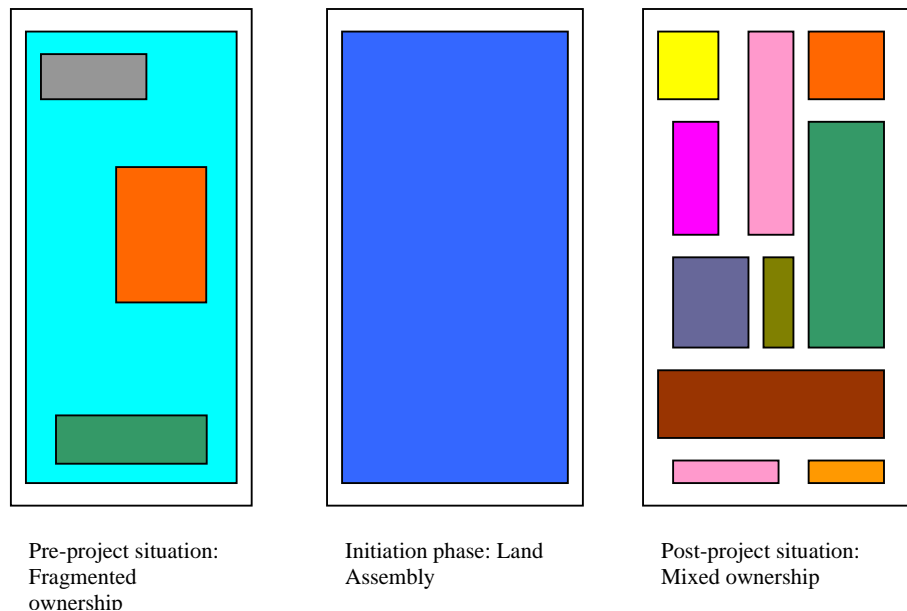 Pre-project situation:
Fragmented
ownership
Initiation phase: Land
Assembly
Post-project situation:
Mixed ownership